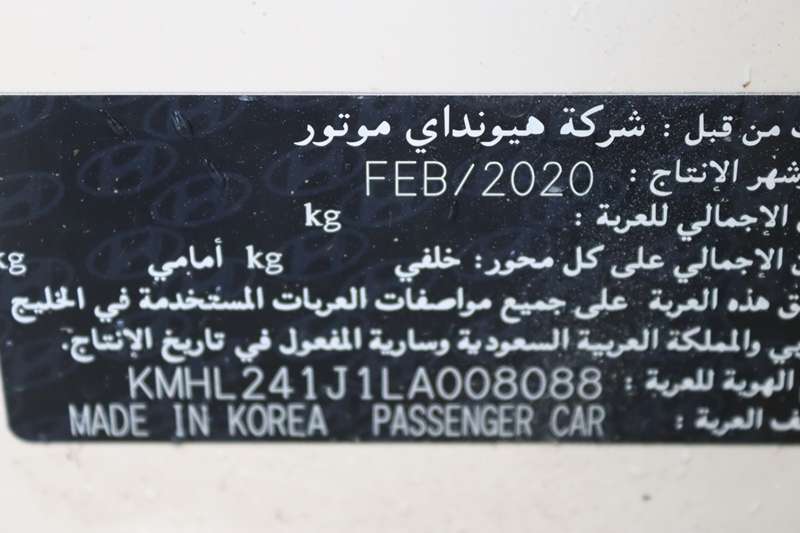 من قبل : شركة هيونداي موتور
شهر الإنتاج : FEB/2020
الإجمالي للعربة : kg
الإجمالي على كل محور: خلفي kg أمامي kg
هذه العربة على جميع مواصفات العربات المستخدمة في الخليج
والمملكة العربية السعودية وسارية المفعول في تاريخ الإنتاج.
الهوية للعربة : KMHL241J1LA008088
العربة : MADE IN KOREA PASSENGER CAR